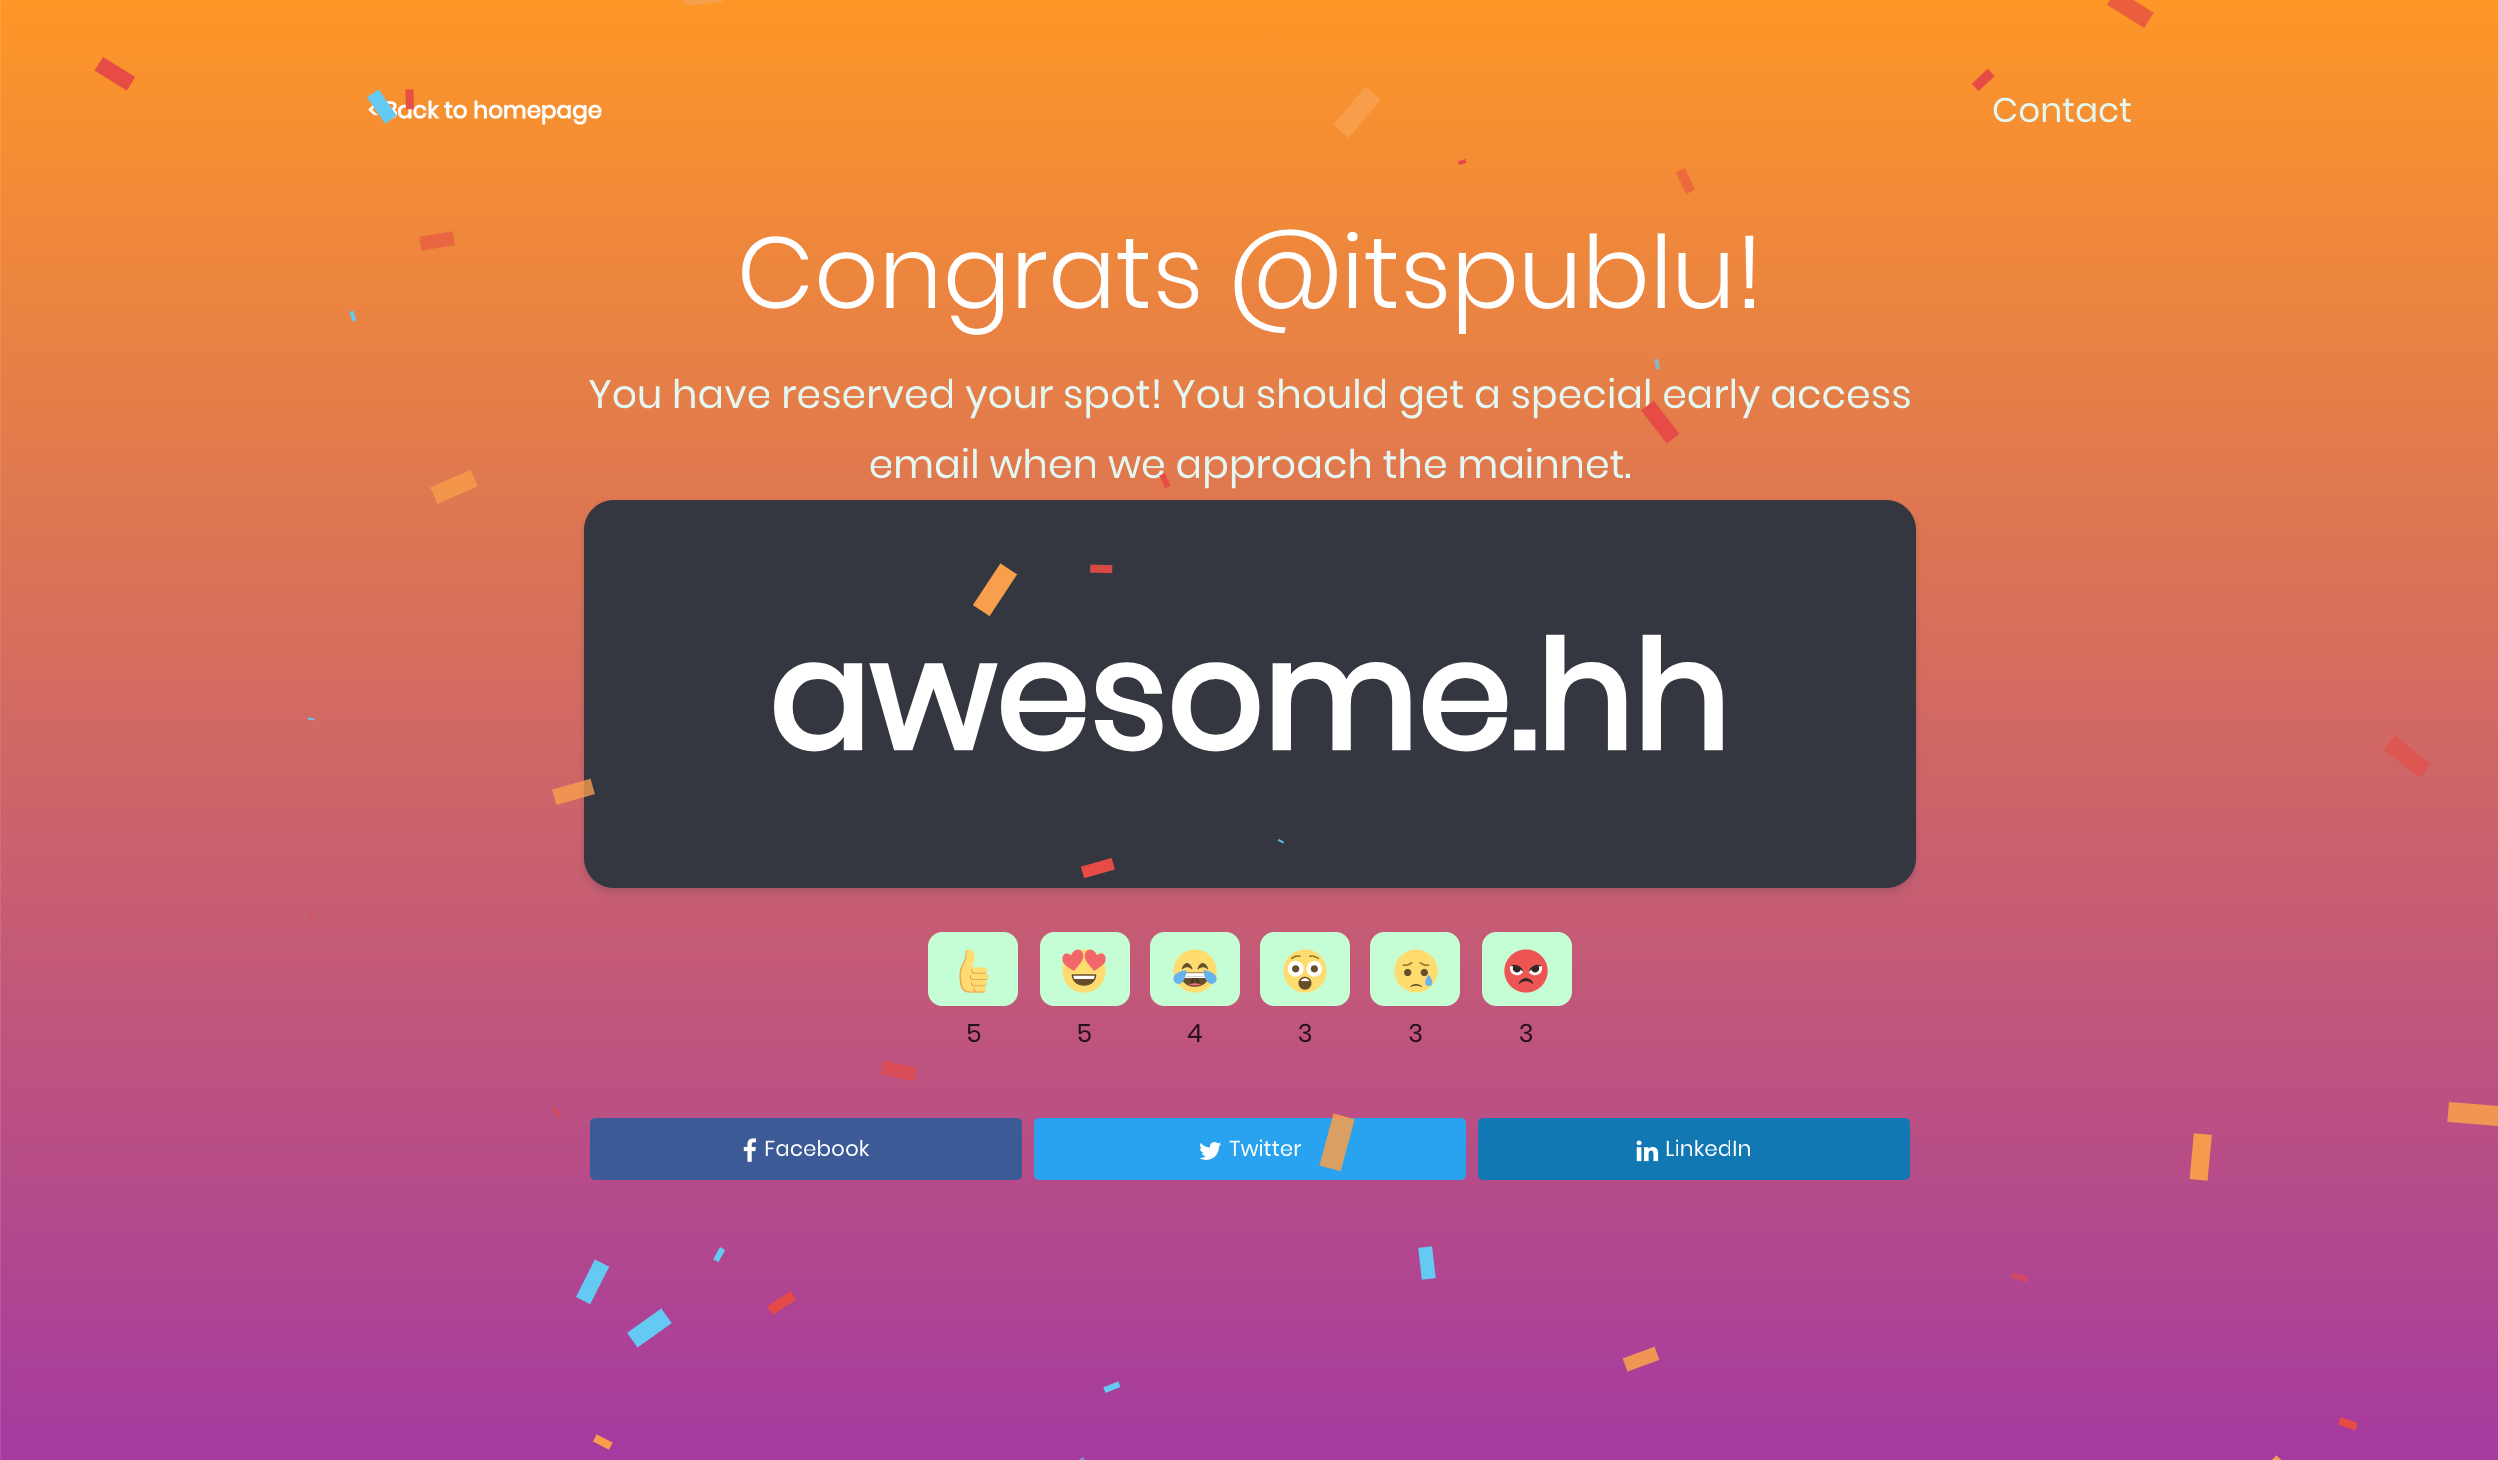 Back to homepage
Contact
Congrats @itspublu!
You have reserved your spot! You should get a special early access
email when we approach the mainnet.
awesome.hh
5 5 4 3 3 3
Facebook Twitter LinkedIn